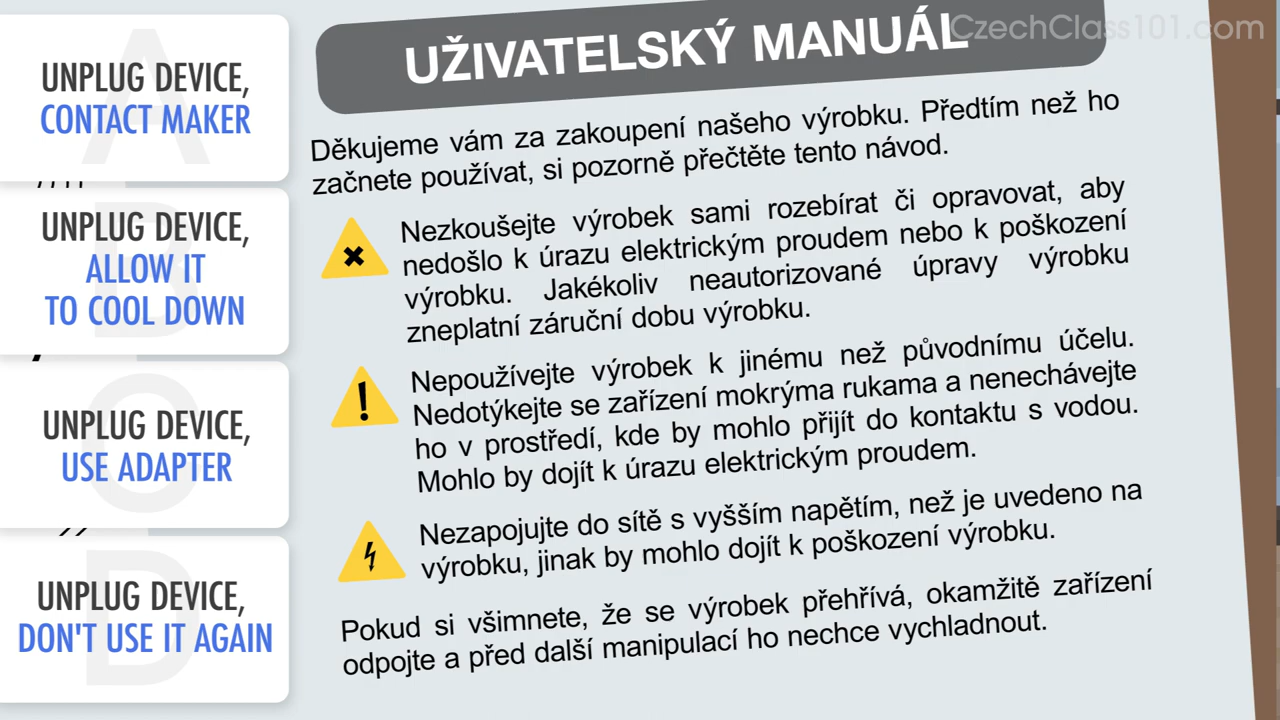 CzechClass101.com
UNPLUG DEVICE,
CONTACT MAKER
UNPLUG DEVICE,
ALLOW IT
TO COOL DOWN
UNPLUG DEVICE,
USE ADAPTER
UNPLUG DEVICE,
DON'T USE IT AGAIN
A
B
C
D
UŽIVATELSKÝ MANUÁL
Děkujeme vám za zakoupení našeho výrobku. Předtím než ho
začnete používat, si pozorně přečtěte tento návod.
Nezkoušejte výrobek sami rozebírat či opravovat, aby
nedošlo k úrazu elektrickým proudem nebo k poškození
výrobku. Jakékoliv neautorizované úpravy výrobku
zneplatní záruční dobu výrobku.
Nepoužívejte výrobek k jinému než původnímu účelu.
Nedotýkejte se zařízení mokrýma rukama a nenechávejte
ho v prostředí, kde by mohlo přijít do kontaktu s vodou.
Mohlo by dojít k úrazu elektrickým proudem.
Nezapojujte do sítě s vyšším napětím, než je uvedeno na
výrobku, jinak by mohlo dojít k poškození výrobku.
Pokud si všimnete, že se výrobek přehřívá, okamžitě zařízení
odpojte a před další manipulací ho nechce vychladnout.